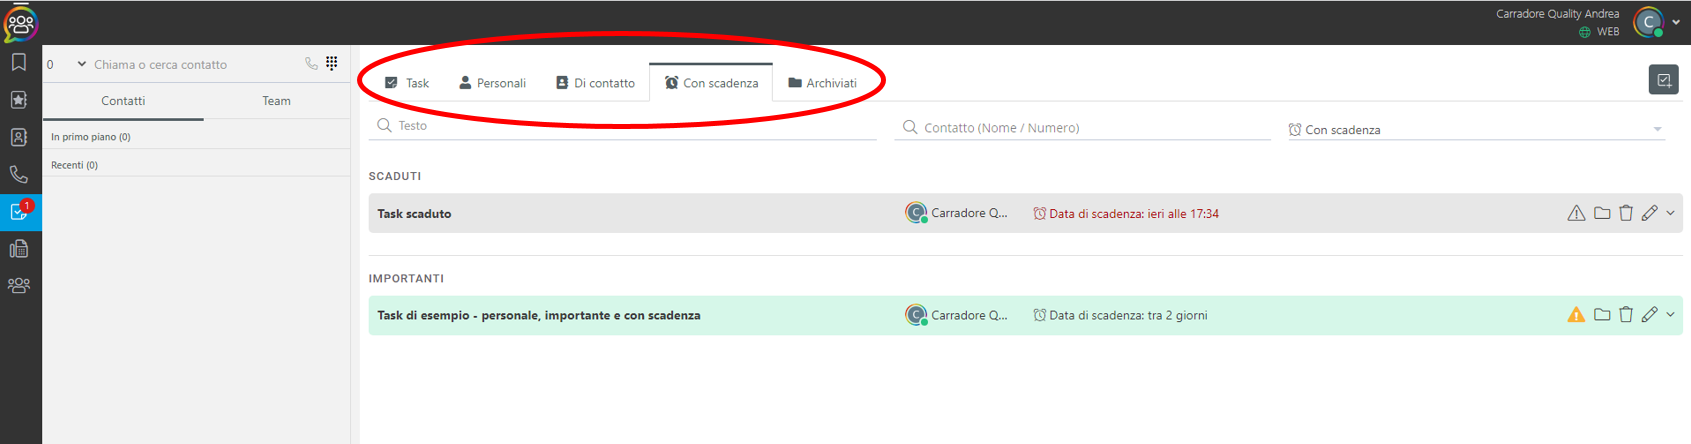 Carradore Quality Andrea
WEB
C
0 Chiama o cerca contatto
Contatti Team
In primo piano (0)
Recenti (0)
1
Task Personali Di contatto Con scadenza Archiviati
Testo Contatto (Nome / Numero) Con scadenza
SCADUTI
Task scaduto C Carradore Q... Data di scadenza: ieri alle 17:34
IMPORTANTI
Task di esempio - personale, importante e con scadenza C Carradore Q... Data di scadenza: tra 2 giorni